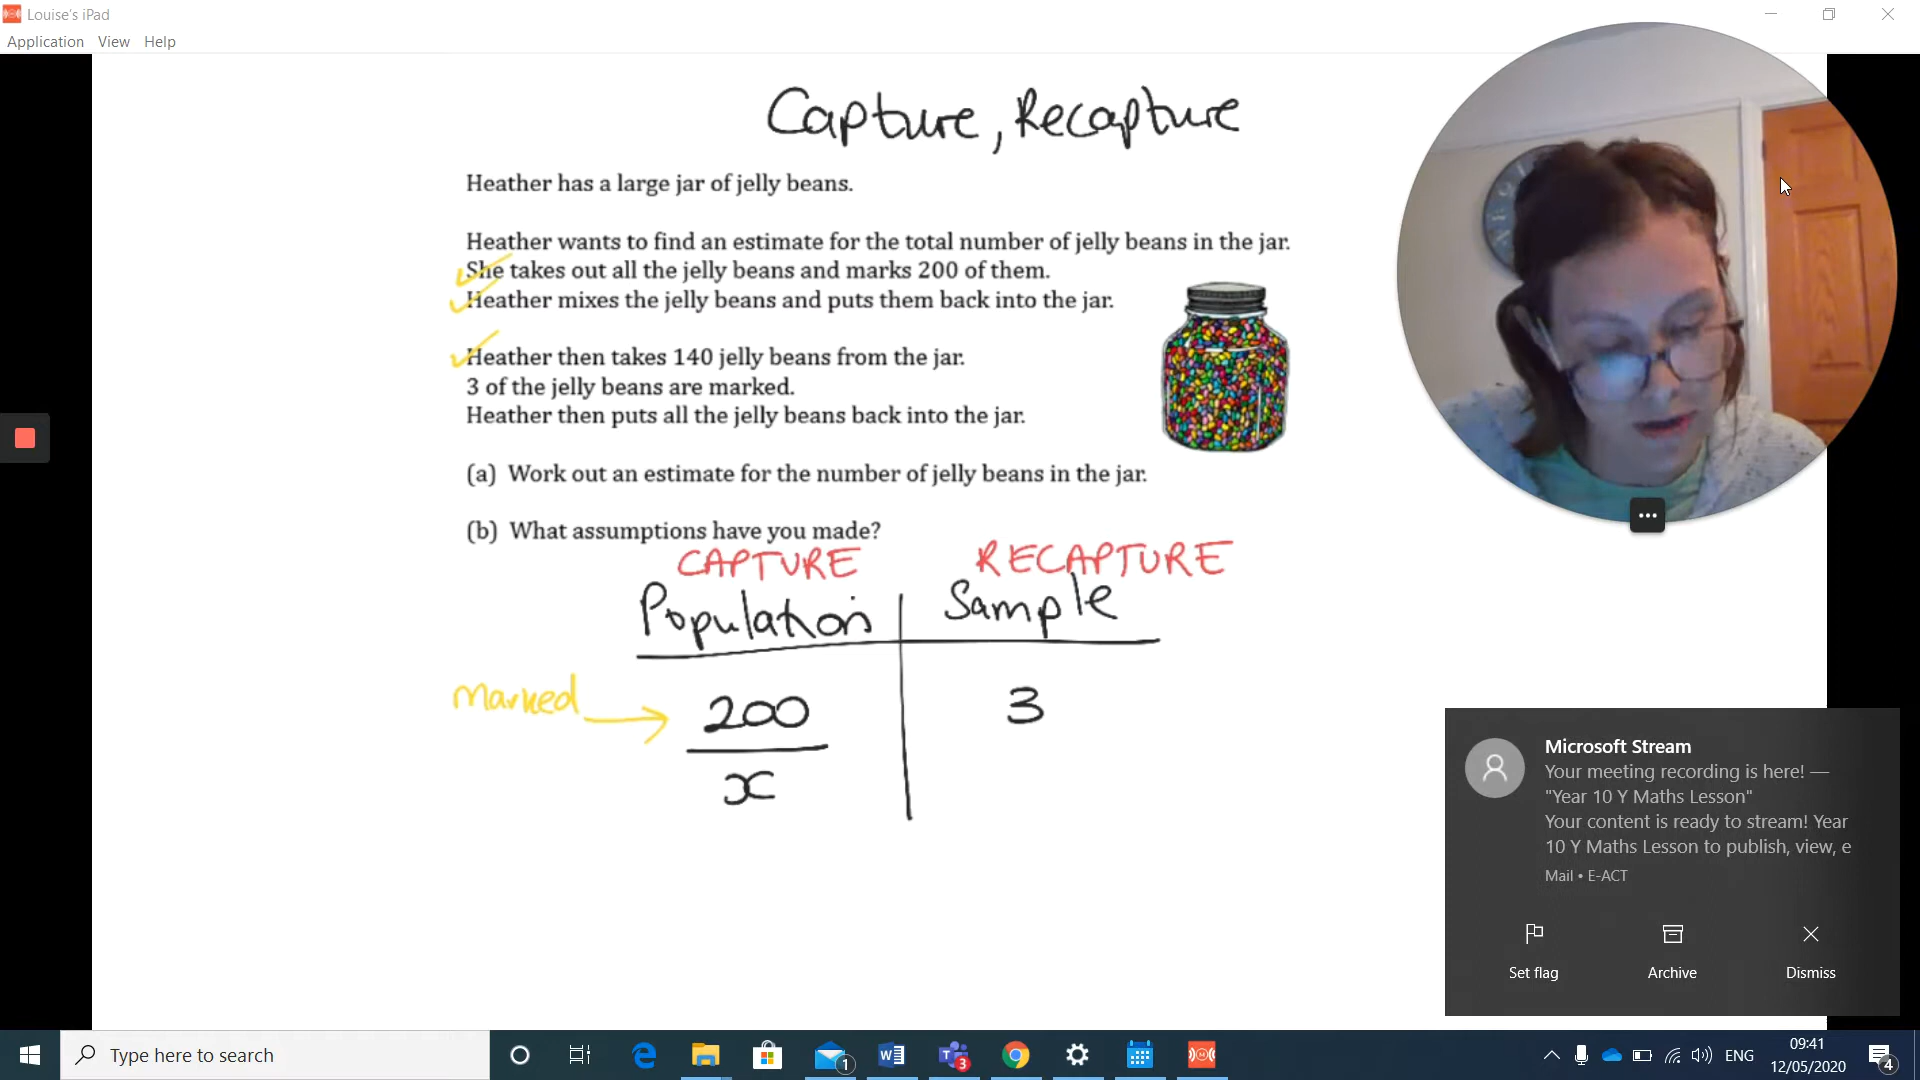 Louise's iPad
Application View Help
Capture, Recapture
Heather has a large jar of jelly beans.
Heather wants to find an estimate for the total number of jelly beans in the jar.
She takes out all the jelly beans and marks 200 of them.
Heather mixes the jelly beans and puts them back into the jar.
Heather then takes 140 jelly beans from the jar.
3 of the jelly beans are marked.
Heather then puts all the jelly beans back into the jar.
(a) Work out an estimate for the number of jelly beans in the jar.
(b) What assumptions have you made?
CAPTURE RECAPTURE
Population Sample
Marked 200 3
x
Microsoft Stream
Your meeting recording is here! —
"Year 10 Y Maths Lesson"
Your content is ready to stream! Year
10 Y Maths Lesson to publish, view, e
Mail • E-ACT
Set flag Archive Dismiss
Type here to search
1
3
ENG
09:41
12/05/2020
4